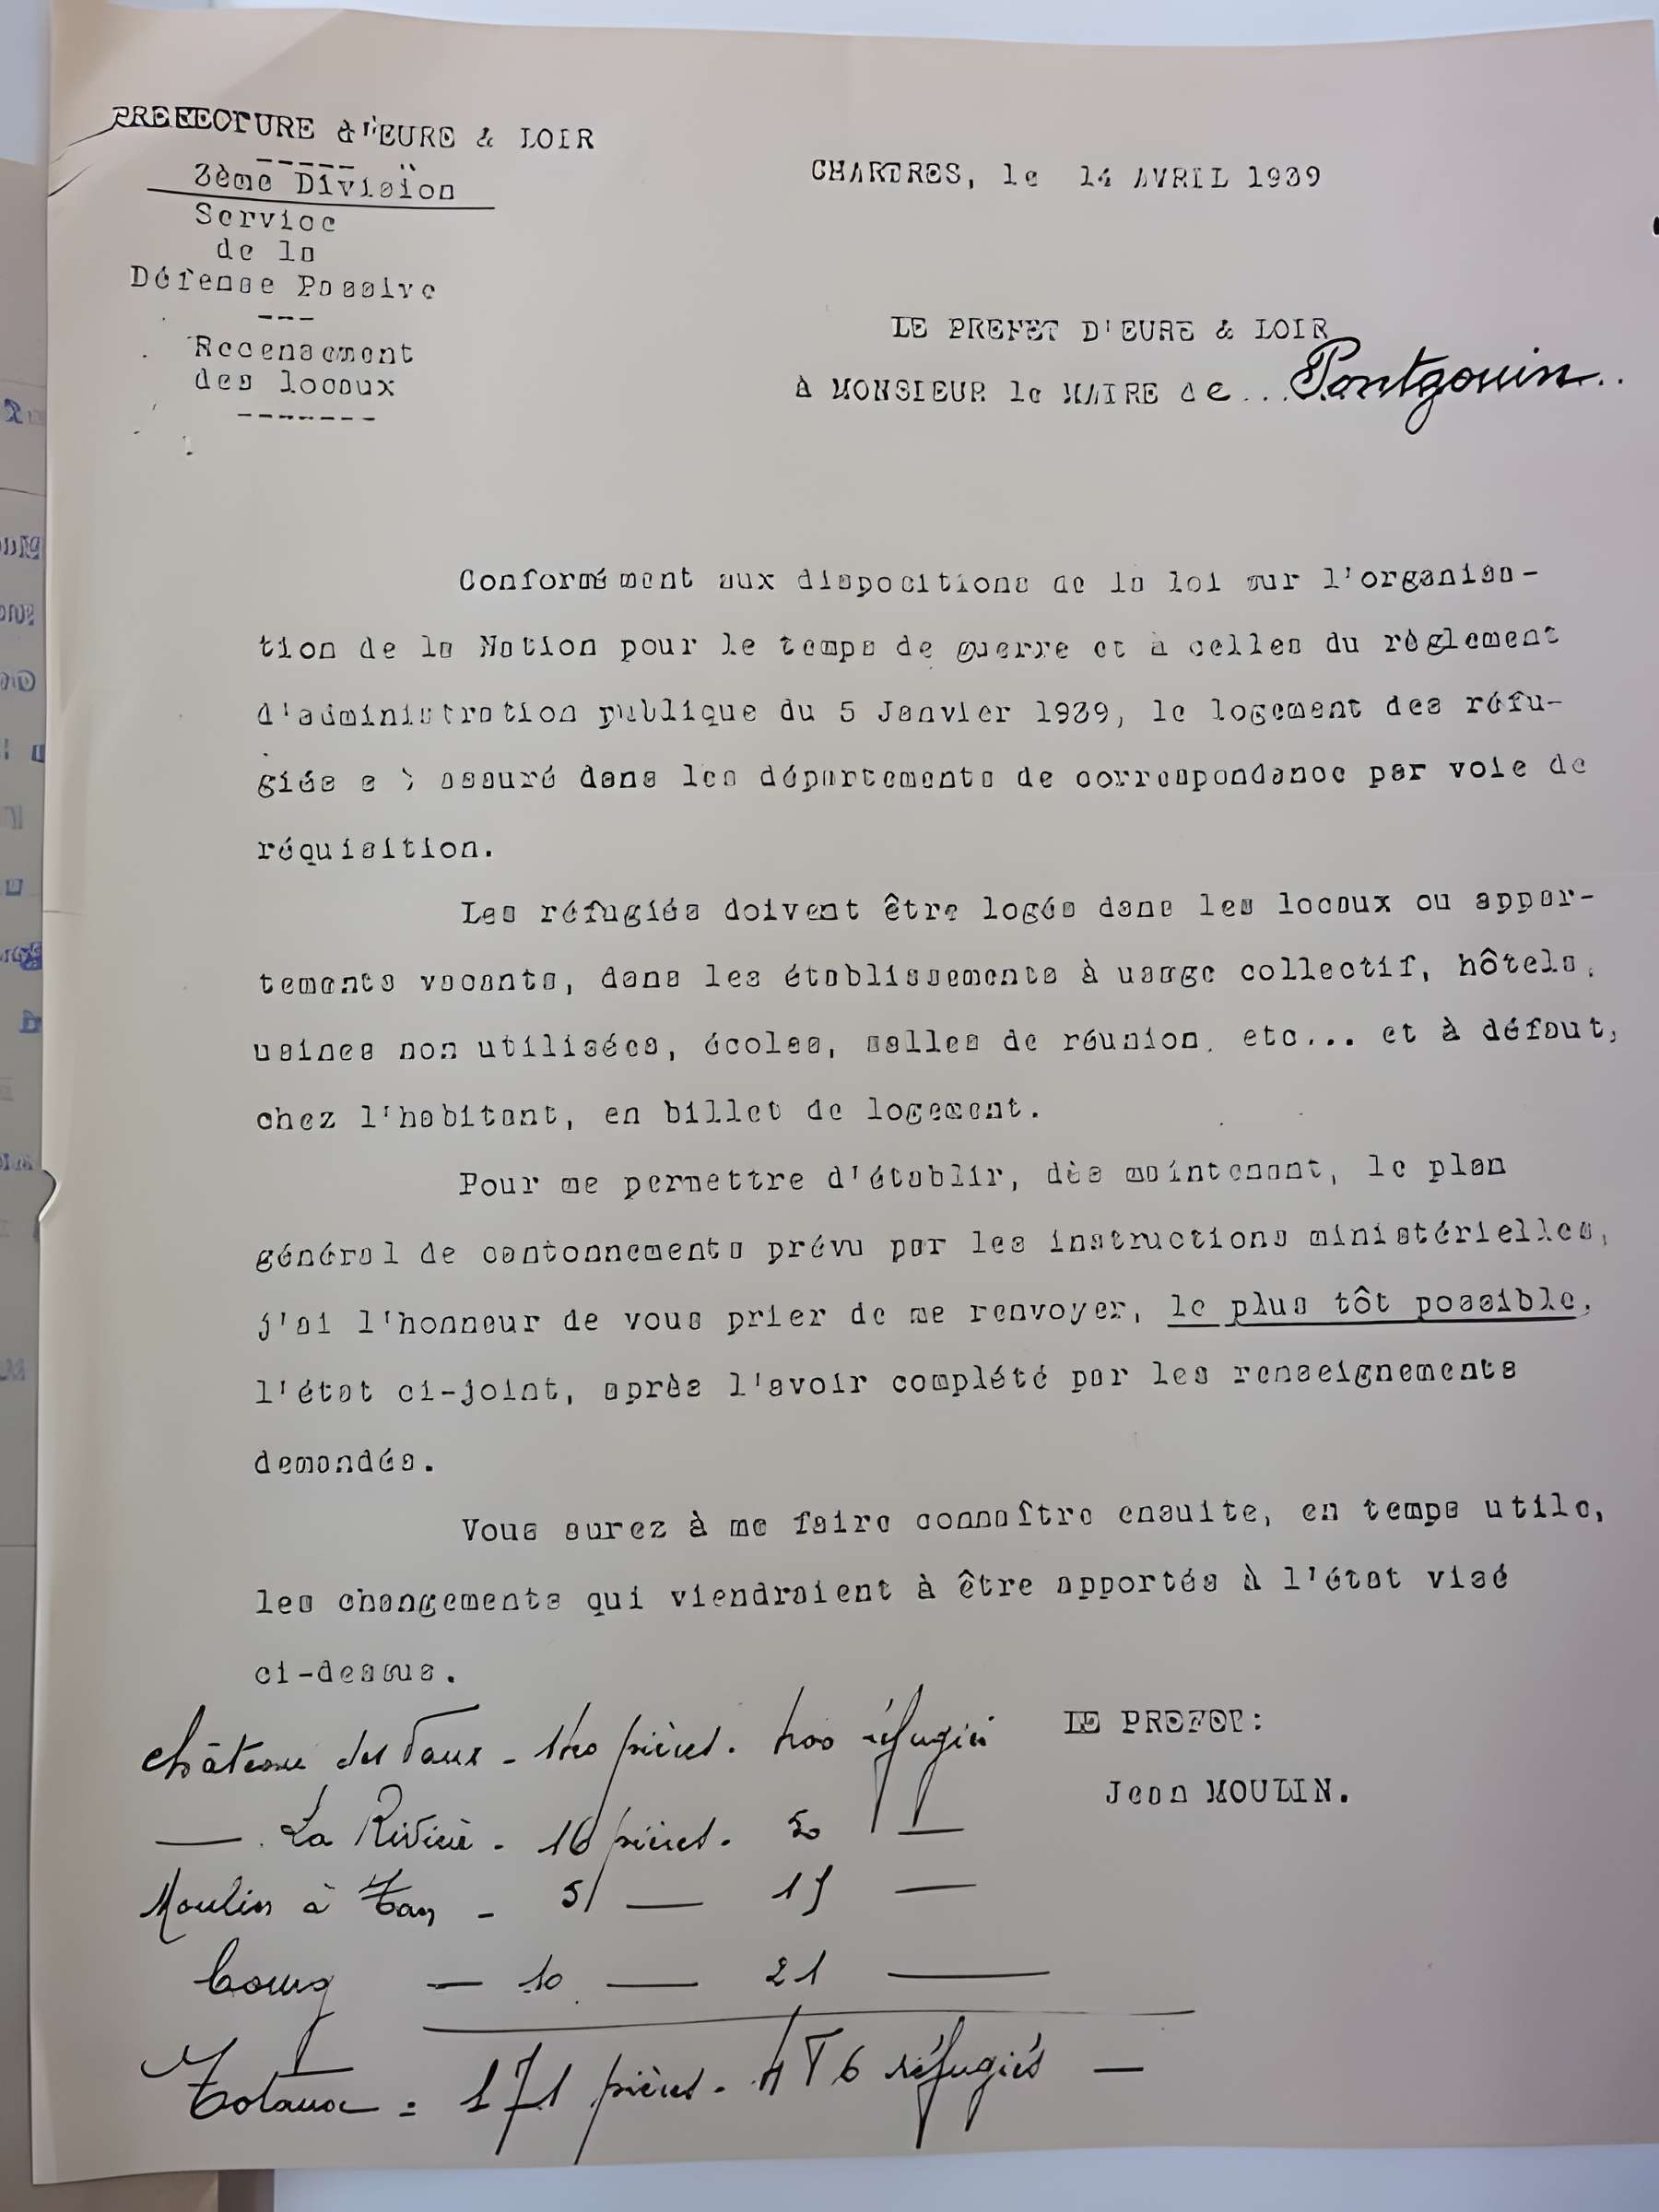 PREFECTURE d'EURE & LOIR
3ème Division
Service
de la
Défense Passive
Recensement
des locaux
CHARTRES, le 14 AVRIL 1939
LE PREFET D'EURE & LOIR
À MONSIEUR le MAIRE de ... Pontgouin..
Conformément aux dispositions de la loi sur l'organisa-
tion de la Nation pour le temps de guerre et à celles du règlement
d'administration publique du 5 Janvier 1939, le logement des réfu-
giés assuré dans les départements de correspondance par voie de
réquisition.
Les réfugiés doivent être logés dans les locaux ou appar-
tements vacants, dans les établissements à usage collectif, hôtels,
usines non utilisées, écoles, salles de réunion, etc... et à défaut,
chez l'habitant, en billet de logement.
Pour me permettre d'établir, dès maintenant, le plan
général de cantonnements prévu par les instructions ministérielles,
j'ai l'honneur de vous prier de me renvoyer, le plus tôt possible,
l'état ci-joint, après l'avoir complété par les renseignements
demandés.
Vous aurez à me faire connaître ensuite, en temps utile,
les changements qui viendraient à être apportés à l'état visé
ci-dessus.
LE PREFET:
Jean MOULIN.
château des Vaux - 140 pièces. 400 réfugiés
— La Rivière - 16 pièces. 50 —
Moulin à Tan - 5 — 15 —
bourg — 10 — 21 —
Totaux = 171 pièces. 476 réfugiés —